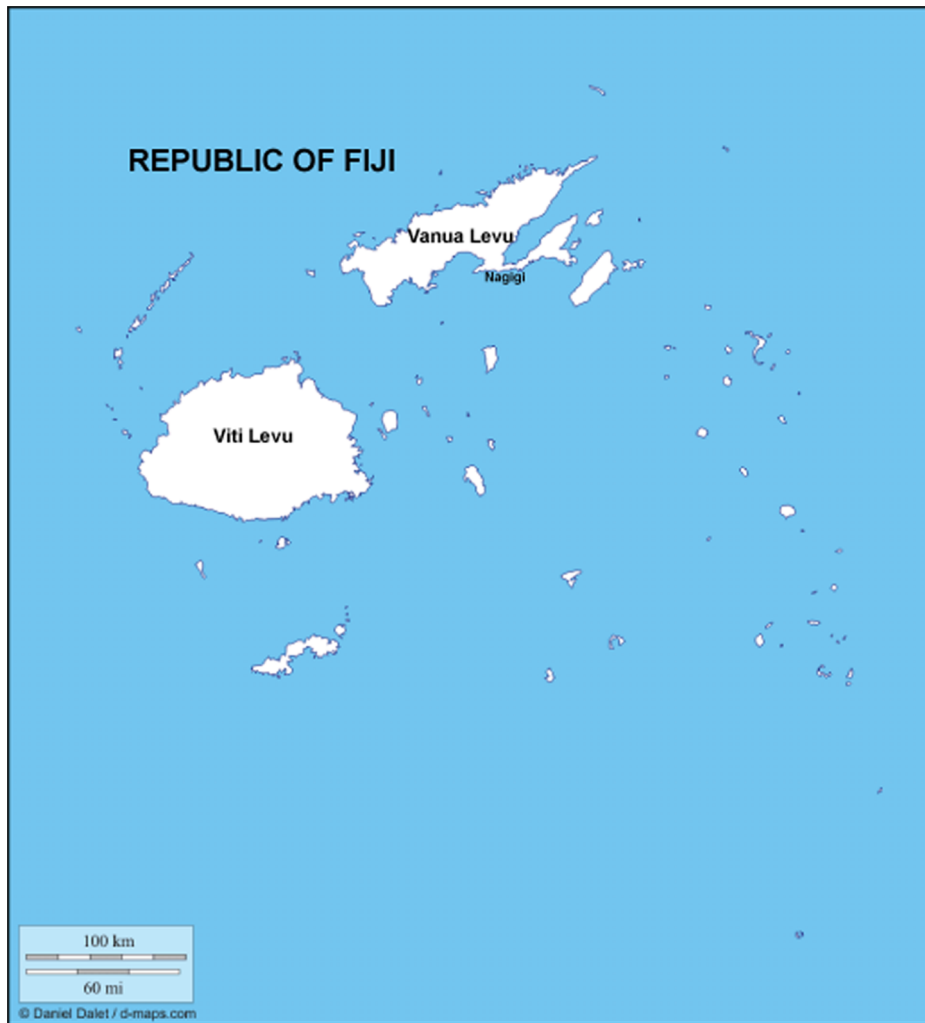 REPUBLIC OF FIJI
Vanua Levu
Nagigi
Viti Levu
100 km
60 mi
© Daniel Dalet / d-maps.com